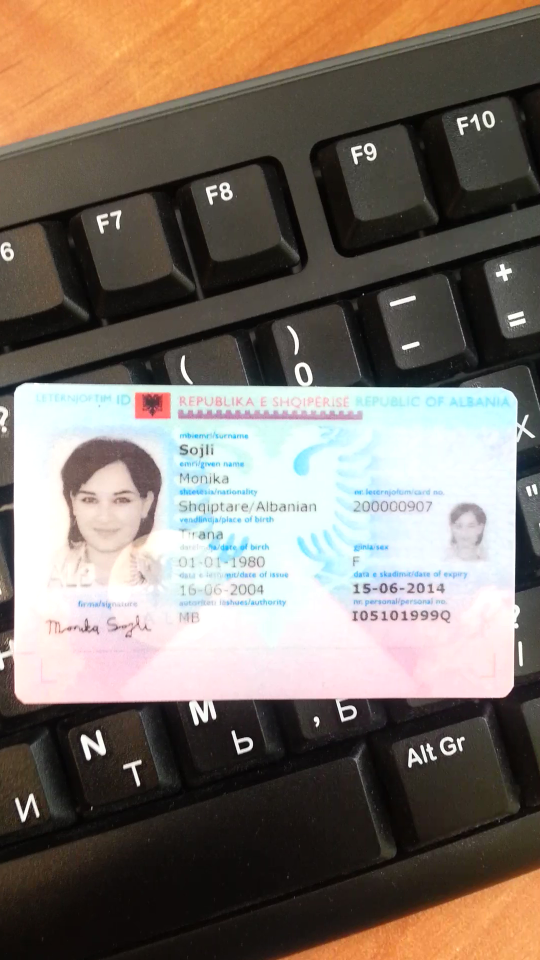 F10
F9
F8
F7
6
+
=
—
-
)
0
(
?
LETËRNJOFTIM ID REPUBLIKA E SHQIPËRISË REPUBLIC OF ALBANIA
X
mbiemri/surname
Sojli
emri/given name
Monika
shtetësia/nationality nr. letërnjoftim/card no.
Shqiptare/Albanian 200000907
vendlindja/place of birth
Tirana
datëlindja/date of birth gjinia/sex
01-01-1980 F
data e lëshimit/date of issue data e skadimit/date of expiry
16-06-2004 15-06-2014
firma/signature autoriteti lëshues/authority nr. personal/personal no.
Monika Sojli MB I05101999Q
M
Ь
, Ь
N
T
И
Alt Gr